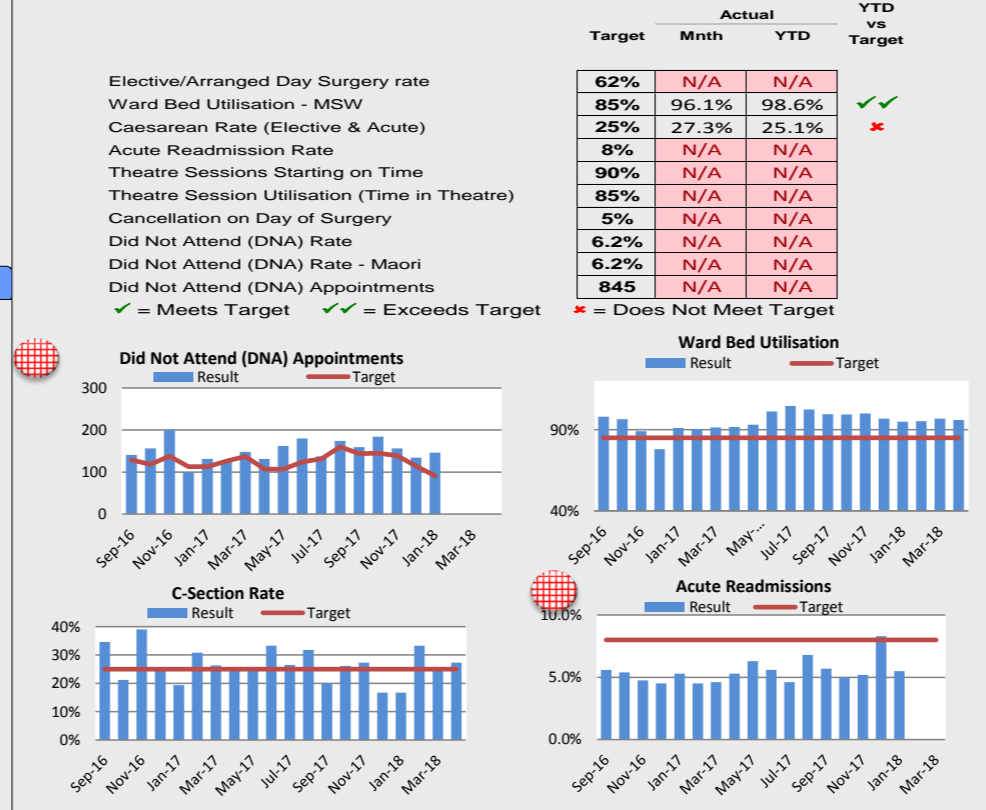 Actual
YTD
vs
Target
Target Mnth YTD
Elective/Arranged Day Surgery rate 62% N/A N/A
Ward Bed Utilisation - MSW 85% 96.1% 98.6% ✓✓
Caesarean Rate (Elective & Acute) 25% 27.3% 25.1% ✖
Acute Readmission Rate 8% N/A N/A
Theatre Sessions Starting on Time 90% N/A N/A
Theatre Session Utilisation (Time in Theatre) 85% N/A N/A
Cancellation on Day of Surgery 5% N/A N/A
Did Not Attend (DNA) Rate 6.2% N/A N/A
Did Not Attend (DNA) Rate - Maori 6.2% N/A N/A
Did Not Attend (DNA) Appointments 845 N/A N/A
✓ = Meets Target ✓✓ = Exceeds Target ✖ = Does Not Meet Target
Did Not Attend (DNA) Appointments
Result Target
300
200
100
0
Sep-16 Nov-16 Jan-17 Mar-17 May-17 Jul-17 Sep-17 Nov-17 Jan-18 Mar-18
Ward Bed Utilisation
Result Target
90%
40%
Sep-16 Nov-16 Jan-17 Mar-17 May-... Jul-17 Sep-17 Nov-17 Jan-18 Mar-18
C-Section Rate
Result Target
40%
30%
20%
10%
0%
Sep-16 Nov-16 Jan-17 Mar-17 May-17 Jul-17 Sep-17 Nov-17 Jan-18 Mar-18
Acute Readmissions
Result Target
10.0%
5.0%
0.0%
Sep-16 Nov-16 Jan-17 Mar-17 May-17 Jul-17 Sep-17 Nov-17 Jan-18 Mar-18